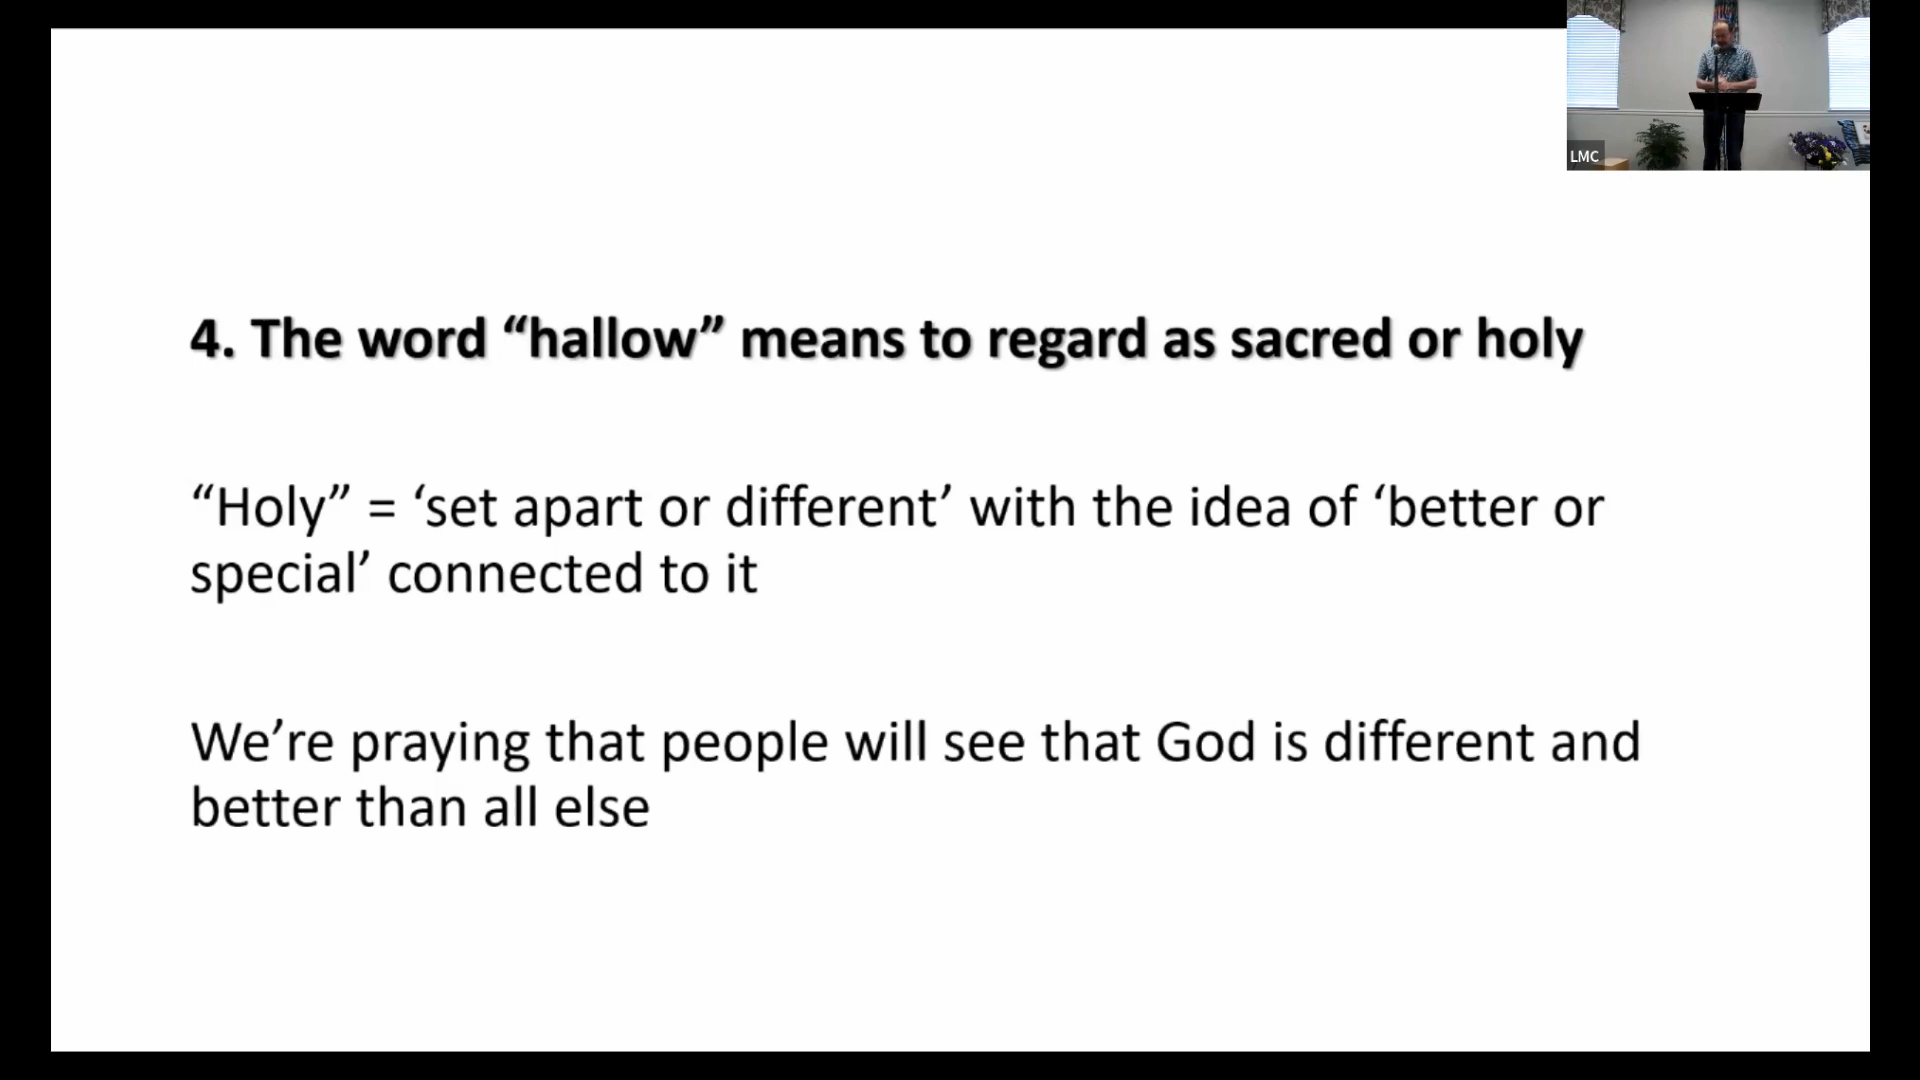 LMC
4. The word “hallow” means to regard as sacred or holy
“Holy” = ‘set apart or different’ with the idea of ‘better or
special’ connected to it
We’re praying that people will see that God is different and
better than all else